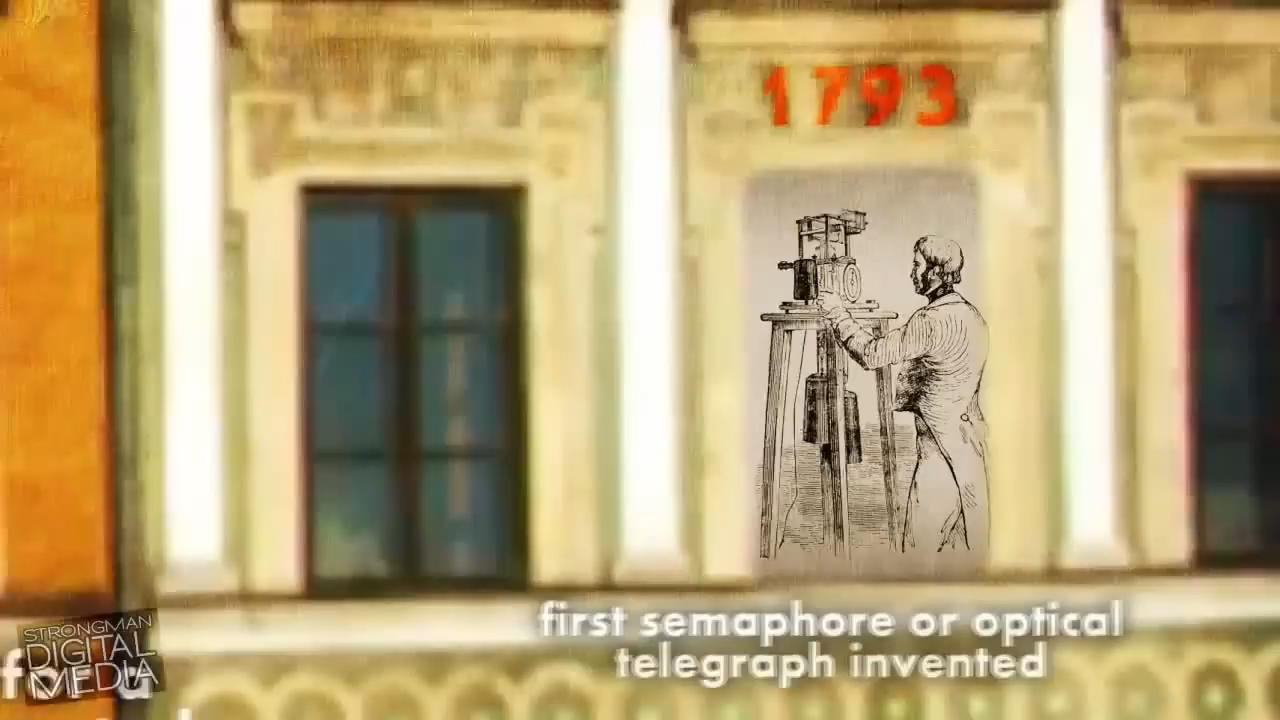 1793
first semaphore or optical
telegraph invented
STRONGMAN
DIGITAL
MEDIA